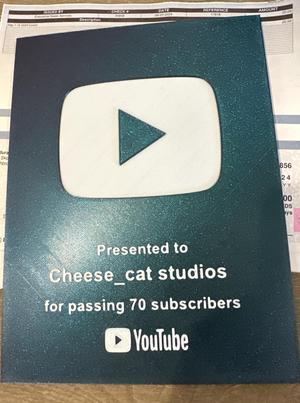 ISSUED BY CHECK # DATE REFERENCE AMOUNT
Description
Presented to
Cheese_cat studios
for passing 70 subscribers
YouTube